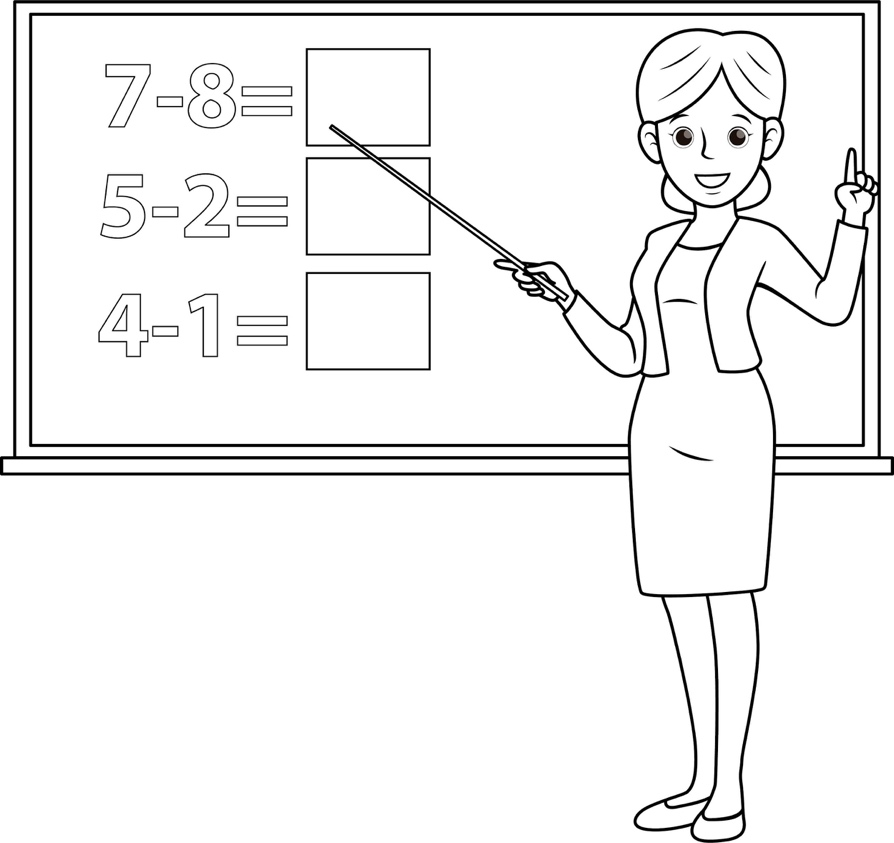 7-8=
5-2=
4-1=